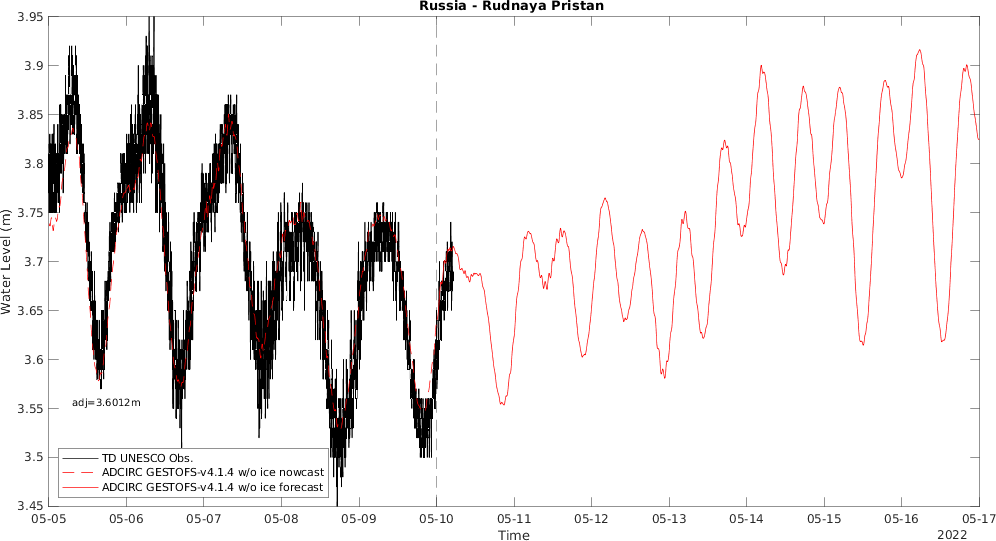 Russia - Rudnaya Pristan
3.95
3.9
3.85
3.8
3.75
3.7
3.65
3.6
3.55
3.5
3.45
Water Level (m)
adj=3.6012m
TD UNESCO Obs.
ADCIRC GESTOFS-v4.1.4 w/o ice nowcast
ADCIRC GESTOFS-v4.1.4 w/o ice forecast
05-05 05-06 05-07 05-08 05-09 05-10 05-11 05-12 05-13 05-14 05-15 05-16 05-17
Time
2022